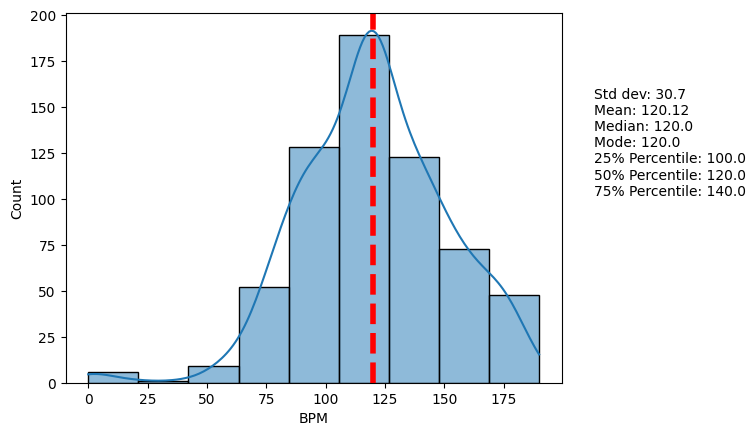 200
175
150
125
100
75
50
25
0
Count
0 25 50 75 100 125 150 175
BPM
Std dev: 30.7
Mean: 120.12
Median: 120.0
Mode: 120.0
25% Percentile: 100.0
50% Percentile: 120.0
75% Percentile: 140.0